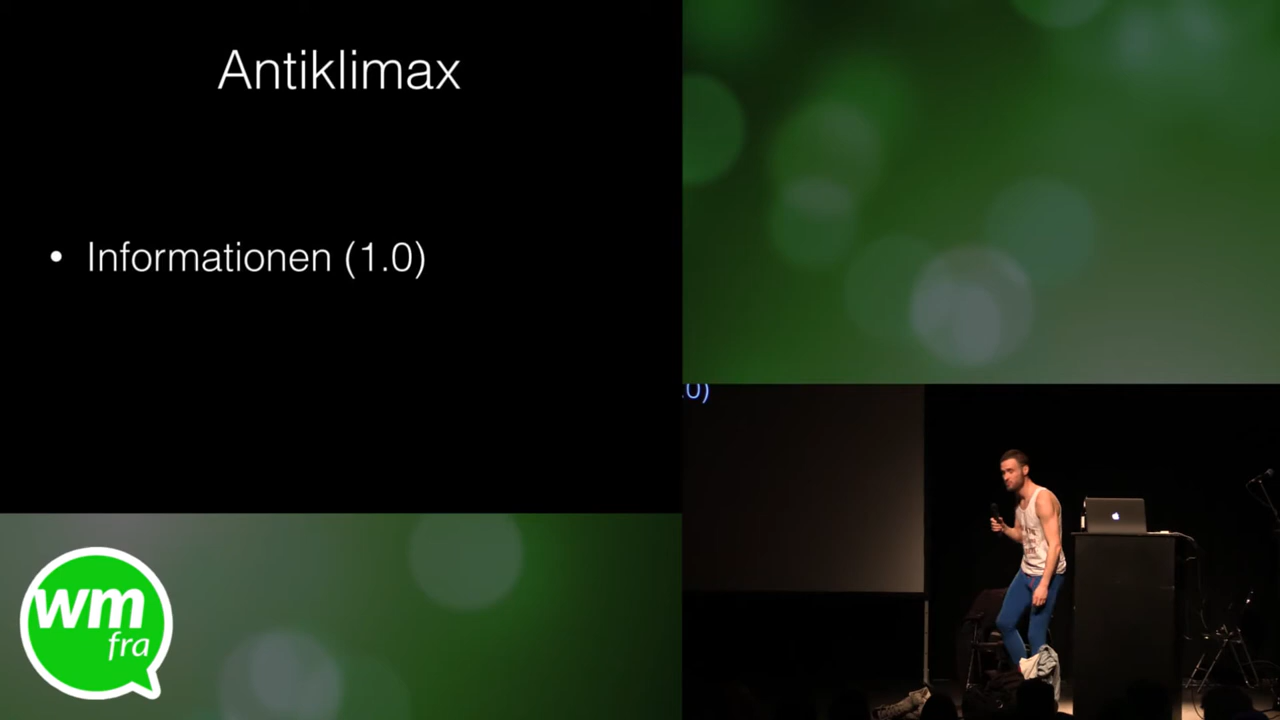 Antiklimax
• Informationen (1.0)
.0)
wm
fra